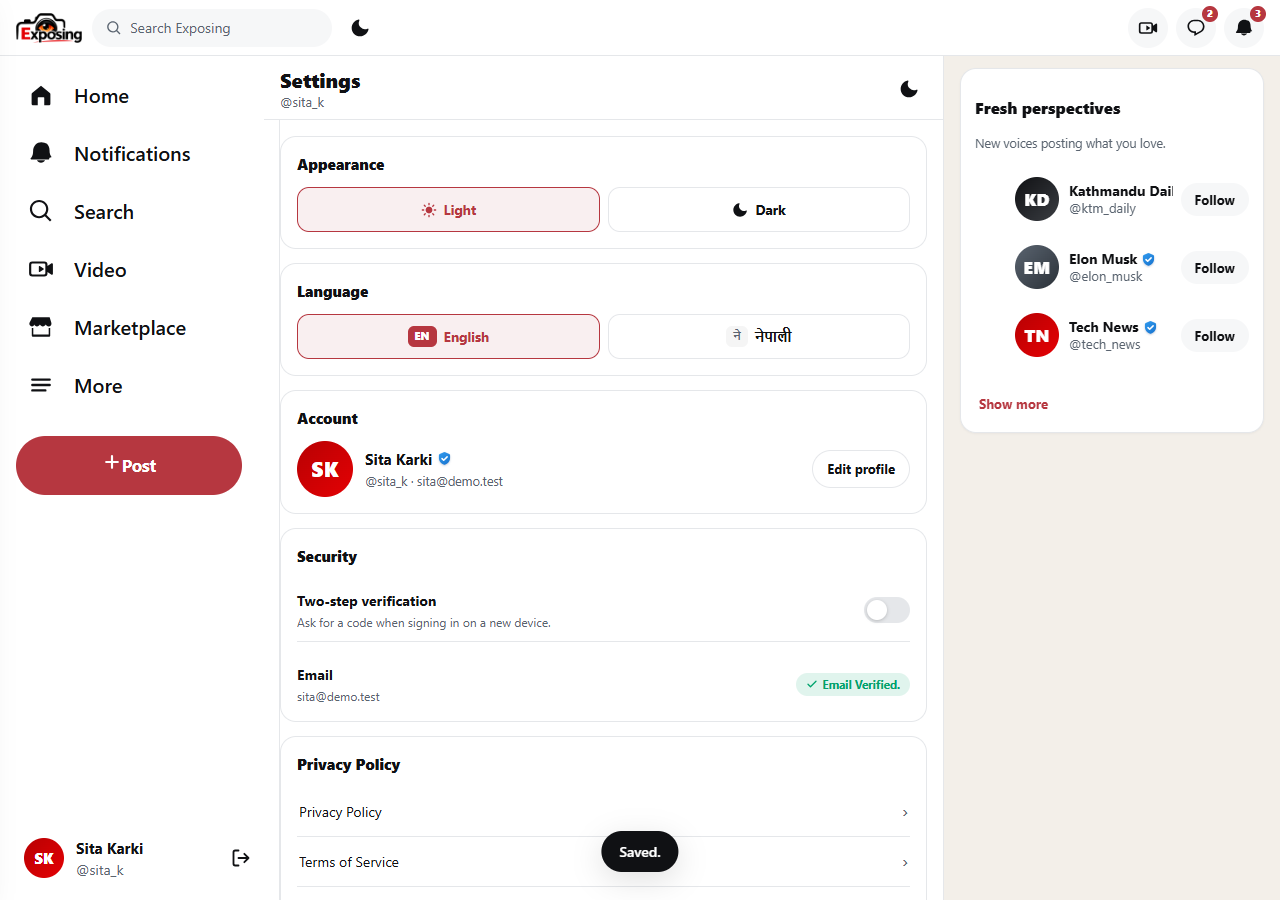 Exposing
Search Exposing
2
3
Home
Notifications
Search
Video
Marketplace
More
Post
Sita Karki
@sita_k
SK
Settings
@sita_k
Appearance
Light
Dark
Language
EN English
ने नेपाली
Account
SK
Sita Karki
@sita_k · sita@demo.test
Edit profile
Security
Two-step verification
Ask for a code when signing in on a new device.
Email
sita@demo.test
Email Verified.
Privacy Policy
Privacy Policy
Terms of Service
Saved.
Fresh perspectives
New voices posting what you love.
KD
Kathmandu Dai
@ktm_daily
Follow
EM
Elon Musk
@elon_musk
Follow
TN
Tech News
@tech_news
Follow
Show more